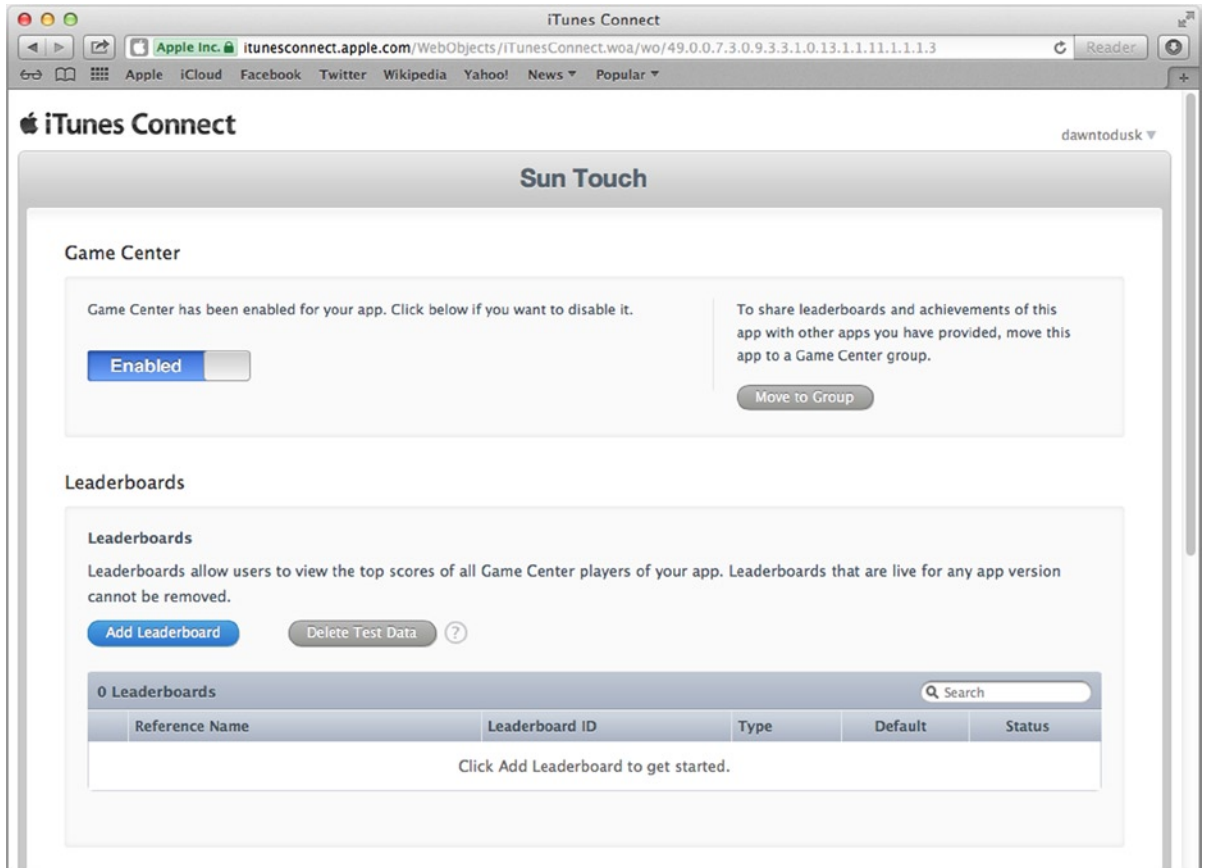 iTunes Connect
Apple Inc. itunesconnect.apple.com/WebObjects/iTunesConnect.woa/wo/49.0.0.7.3.0.9.3.3.1.0.13.1.1.11.1.1.1.3 Reader
Apple iCloud Facebook Twitter Wikipedia Yahoo! News Popular
iTunes Connect
dawntodusk
Sun Touch
Game Center
Game Center has been enabled for your app. Click below if you want to disable it.
Enabled
To share leaderboards and achievements of this
app with other apps you have provided, move this
app to a Game Center group.
Move to Group
Leaderboards
Leaderboards
Leaderboards allow users to view the top scores of all Game Center players of your app. Leaderboards that are live for any app version
cannot be removed.
Add Leaderboard Delete Test Data ?
0 Leaderboards Search
Reference Name Leaderboard ID Type Default Status
Click Add Leaderboard to get started.